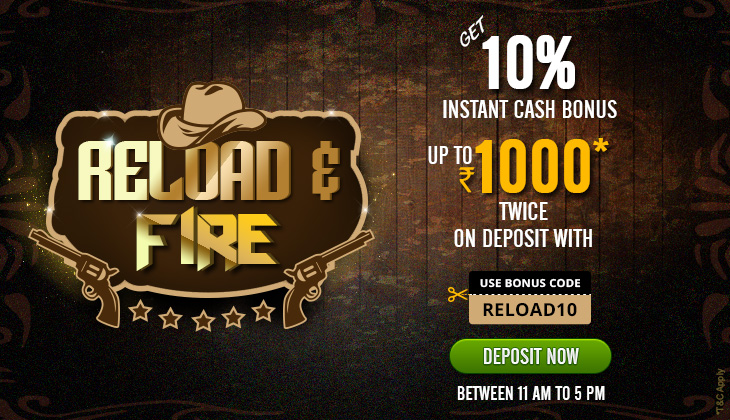 RELOAD &
FIRE
GET
10%
INSTANT CASH BONUS
UP TO ₹1000*
TWICE
ON DEPOSIT WITH
USE BONUS CODE
RELOAD10
DEPOSIT NOW
BETWEEN 11 AM TO 5 PM
*T&C Apply